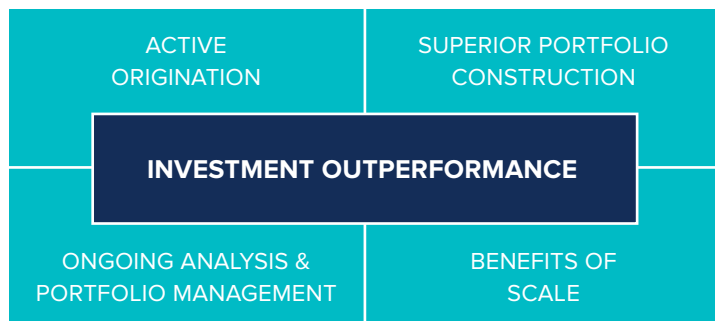 ACTIVE
ORIGINATION
SUPERIOR PORTFOLIO
CONSTRUCTION
INVESTMENT OUTPERFORMANCE
ONGOING ANALYSIS &
PORTFOLIO MANAGEMENT
BENEFITS OF
SCALE